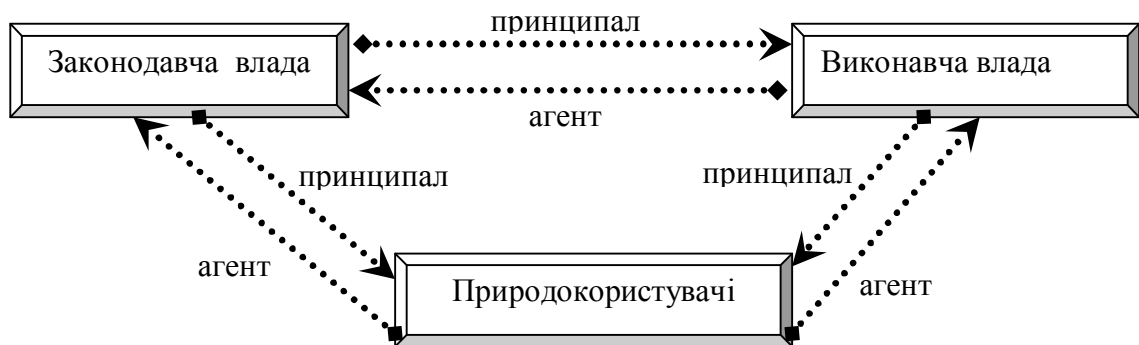 принципал
Законодавча влада
Виконавча влада
агент
принципал
принципал
агент
Природокористувачі
агент